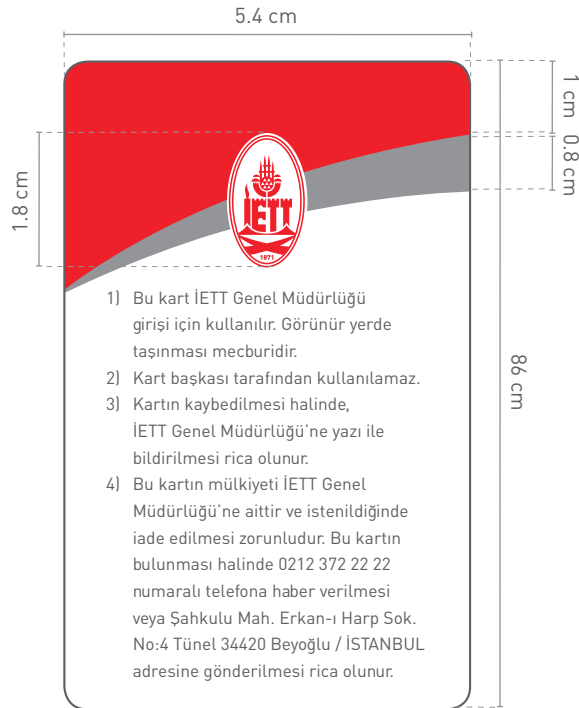 5.4 cm
1 cm
0.8 cm
1.8 cm
İETT
1871
1) Bu kart İETT Genel Müdürlüğü
girişi için kullanılır. Görünür yerde
taşınması mecburidir.
2) Kart başkası tarafından kullanılamaz.
3) Kartın kaybedilmesi halinde,
İETT Genel Müdürlüğü'ne yazı ile
bildirilmesi rica olunur.
4) Bu kartın mülkiyeti İETT Genel
Müdürlüğü'ne aittir ve istenildiğinde
iade edilmesi zorunludur. Bu kartın
bulunması halinde 0212 372 22 22
numaralı telefona haber verilmesi
veya Şahkulu Mah. Erkan-ı Harp Sok.
No:4 Tünel 34420 Beyoğlu / İSTANBUL
adresine gönderilmesi rica olunur.
86 cm